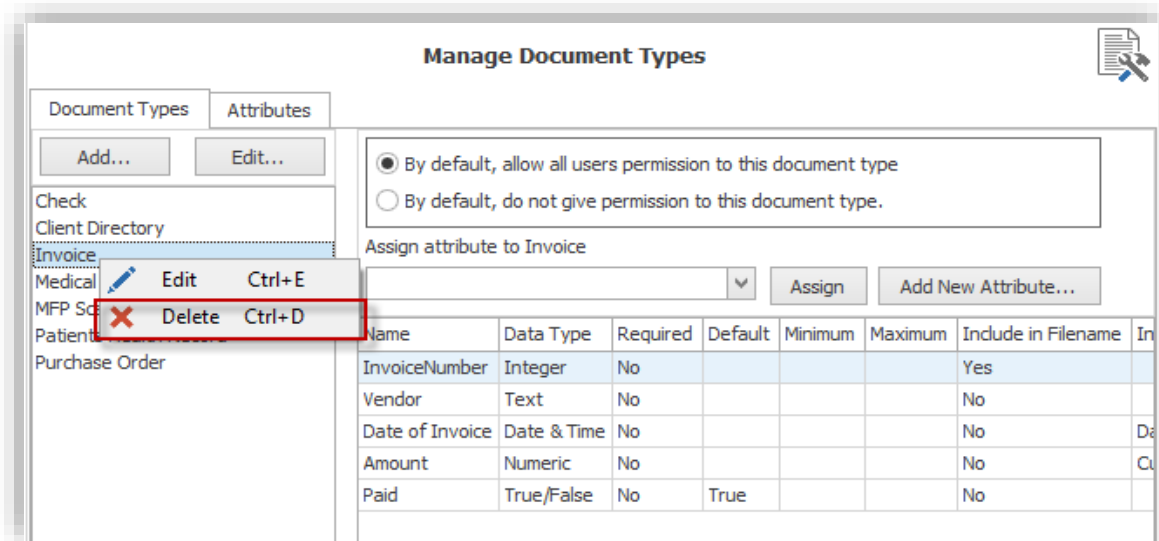 Manage Document Types
Document Types Attributes
Add... Edit...
By default, allow all users permission to this document type
By default, do not give permission to this document type.
Check
Client Directory
Invoice
Medical
MFP
Purchase Order
Edit Ctrl+E
Delete Ctrl+D
Assign attribute to Invoice
Assign Add New Attribute...
Name Data Type Required Default Minimum Maximum Include in Filename In
InvoiceNumber Integer No Yes
Vendor Text No No
Date of Invoice Date & Time No No Da
Amount Numeric No No Cu
Paid True/False No True No